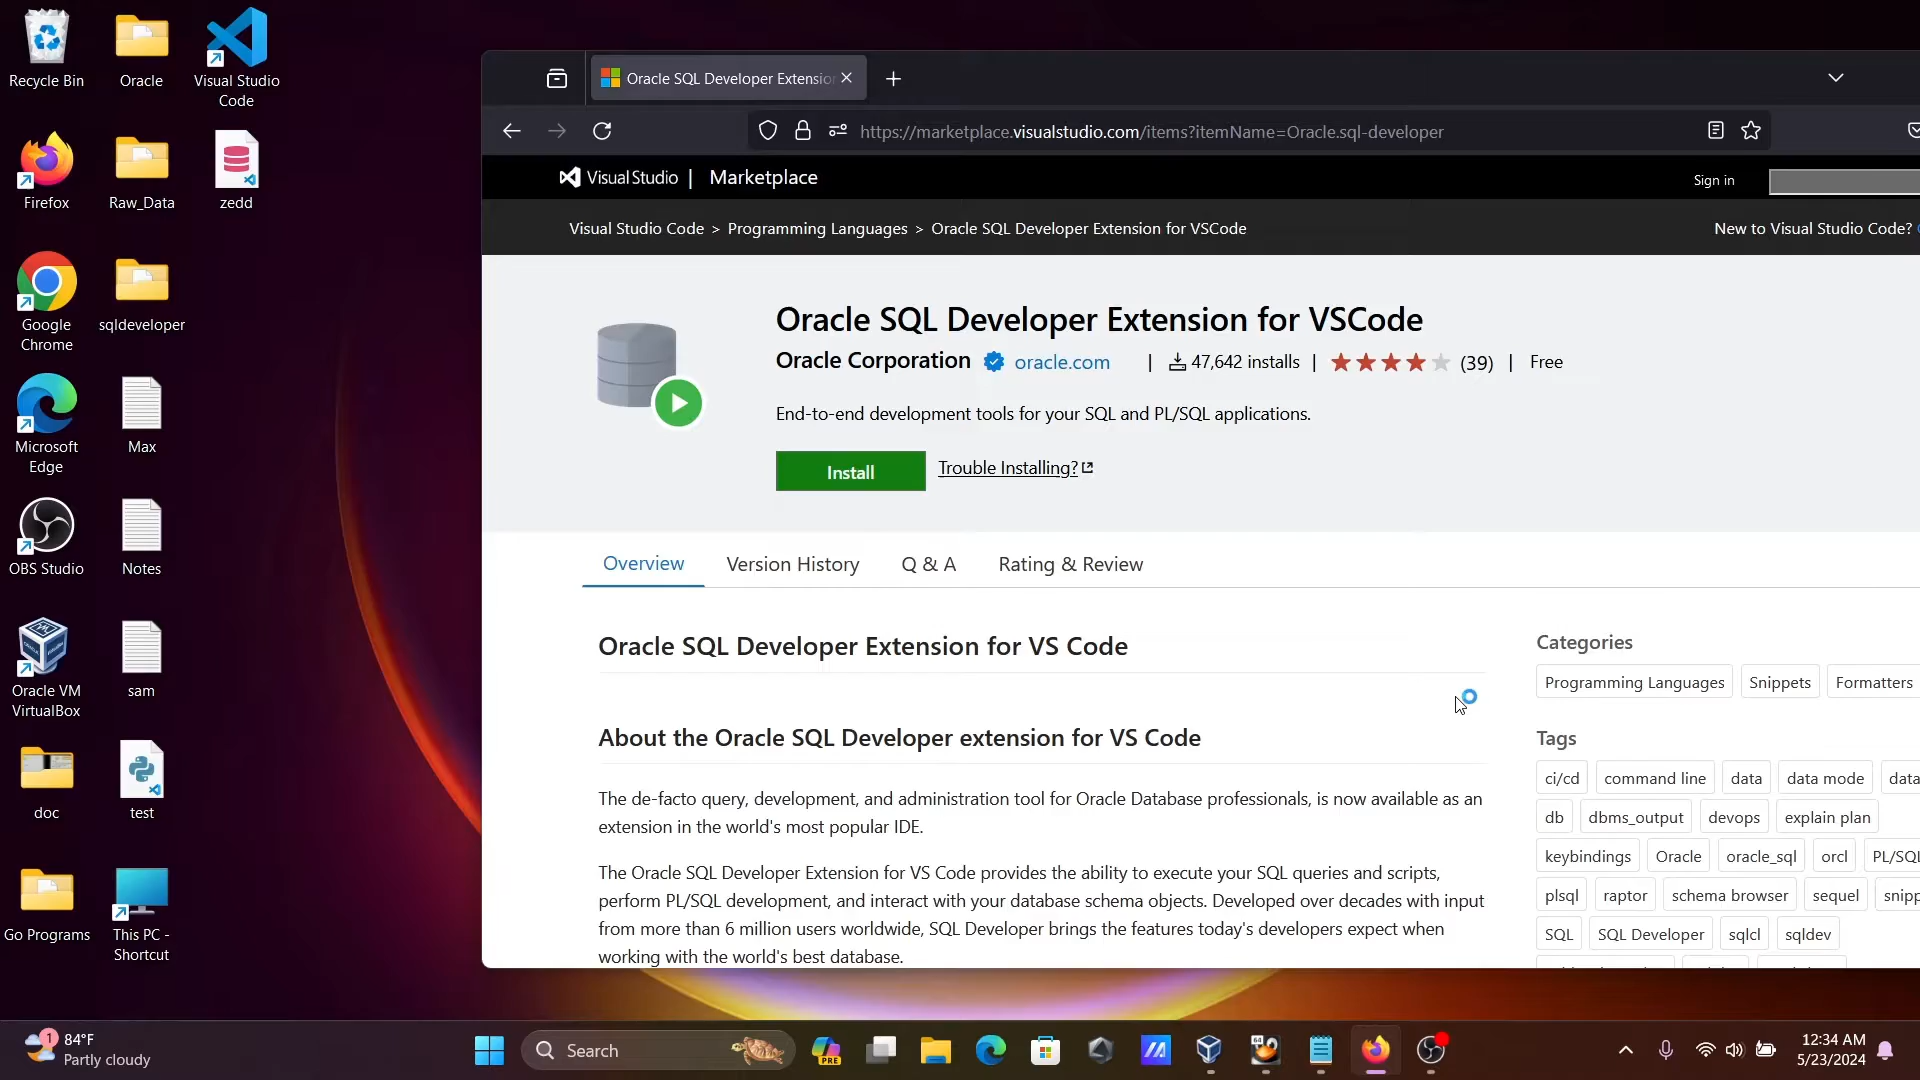 Recycle Bin
Oracle
Visual Studio
Code
Firefox
Raw_Data
zedd
Google
Chrome
sqldeveloper
Microsoft
Edge
Max
OBS Studio
Notes
Oracle VM
VirtualBox
sam
doc
test
Go Programs
This PC -
Shortcut
Oracle SQL Developer Extension
https://marketplace.visualstudio.com/items?itemName=Oracle.sql-developer
Visual Studio | Marketplace
Sign in
Visual Studio Code > Programming Languages > Oracle SQL Developer Extension for VSCode
New to Visual Studio Code?
Oracle SQL Developer Extension for VSCode
Oracle Corporation oracle.com | 47,642 installs | (39) | Free
End-to-end development tools for your SQL and PL/SQL applications.
Install Trouble Installing?
Overview Version History Q & A Rating & Review
Oracle SQL Developer Extension for VS Code
About the Oracle SQL Developer extension for VS Code
The de-facto query, development, and administration tool for Oracle Database professionals, is now available as an
extension in the world's most popular IDE.
The Oracle SQL Developer Extension for VS Code provides the ability to execute your SQL queries and scripts,
perform PL/SQL development, and interact with your database schema objects. Developed over decades with input
from more than 6 million users worldwide, SQL Developer brings the features today's developers expect when
working with the world's best database.
Categories
Programming Languages Snippets Formatters
Tags
ci/cd command line data data mode data
db dbms_output devops explain plan
keybindings Oracle oracle_sql orcl PL/SQL
plsql raptor schema browser sequel snipp
SQL SQL Developer sqlcl sqldev
1
84°F
Partly cloudy
Search
PRE
64
12:34 AM
5/23/2024